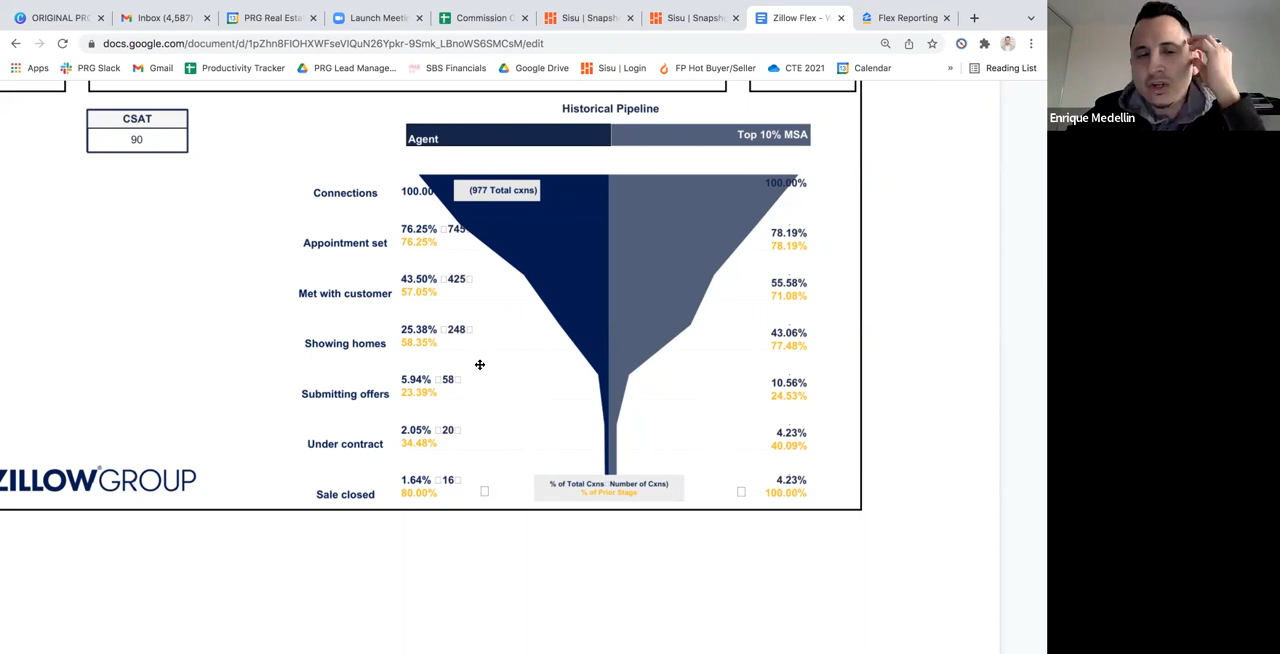 ORIGINAL PRO
Inbox (4,587)
PRG Real Esta
Launch Meeti
Commission C
Sisu | Snapsh
Sisu | Snapsh
Zillow Flex - W
Flex Reporting
docs.google.com/document/d/1pZhn8FIOHXWFseVIQuN26Ypkr-9Smk_LBnoWS6SMCsM/edit
Apps
PRG Slack
Gmail
Productivity Tracker
PRG Lead Manage...
SBS Financials
Google Drive
Sisu | Login
FP Hot Buyer/Seller
CTE 2021
Calendar
»
Reading List
Enrique Medellin
CSAT
90
Historical Pipeline
Agent
Top 10% MSA
Connections
100.00
(977 Total cxns)
100.00%
Appointment set
76.25% 745
76.25%
78.19%
78.19%
Met with customer
43.50% 425
57.05%
55.58%
71.08%
Showing homes
25.38% 248
58.35%
43.06%
77.48%
Submitting offers
5.94% 58
23.39%
10.56%
24.53%
Under contract
2.05% 20
34.48%
4.23%
40.09%
Sale closed
1.64% 16
80.00%
% of Total Cxns Number of Cxns)
% of Prior Stage
4.23%
100.00%
ZILLOWGROUP